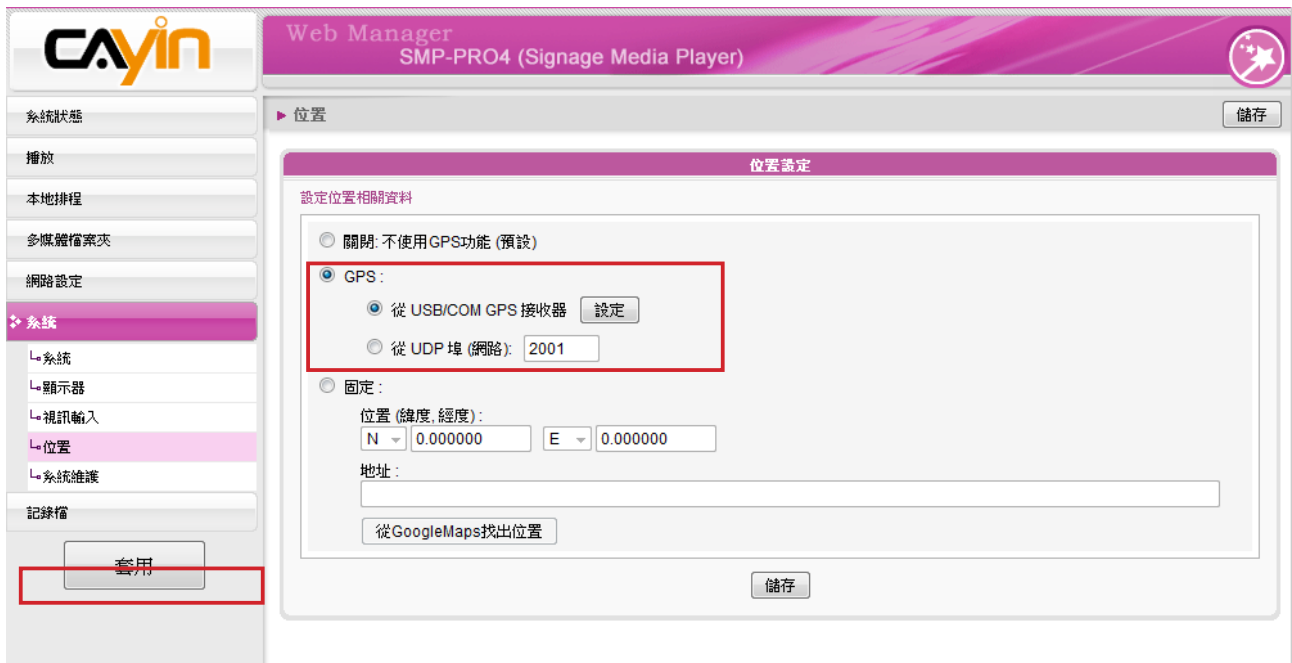 CAYIN
Web Manager
SMP-PRO4 (Signage Media Player)
系統狀態
播放
本地排程
多媒體檔案夾
網路設定
系統
系統
顯示器
視訊輸入
位置
系統維護
記錄檔
套用
位置
儲存
位置設定
設定位置相關資料
關閉: 不使用GPS功能 (預設)
GPS :
從 USB/COM GPS 接收器 設定
從 UDP 埠 (網路): 2001
固定 :
位置 (緯度, 經度) :
N 0.000000 E 0.000000
地址 :
從GoogleMaps找出位置
儲存